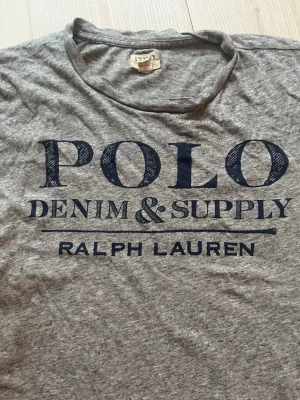 POLO
DENIM & SUPPLY
RALPH LAUREN